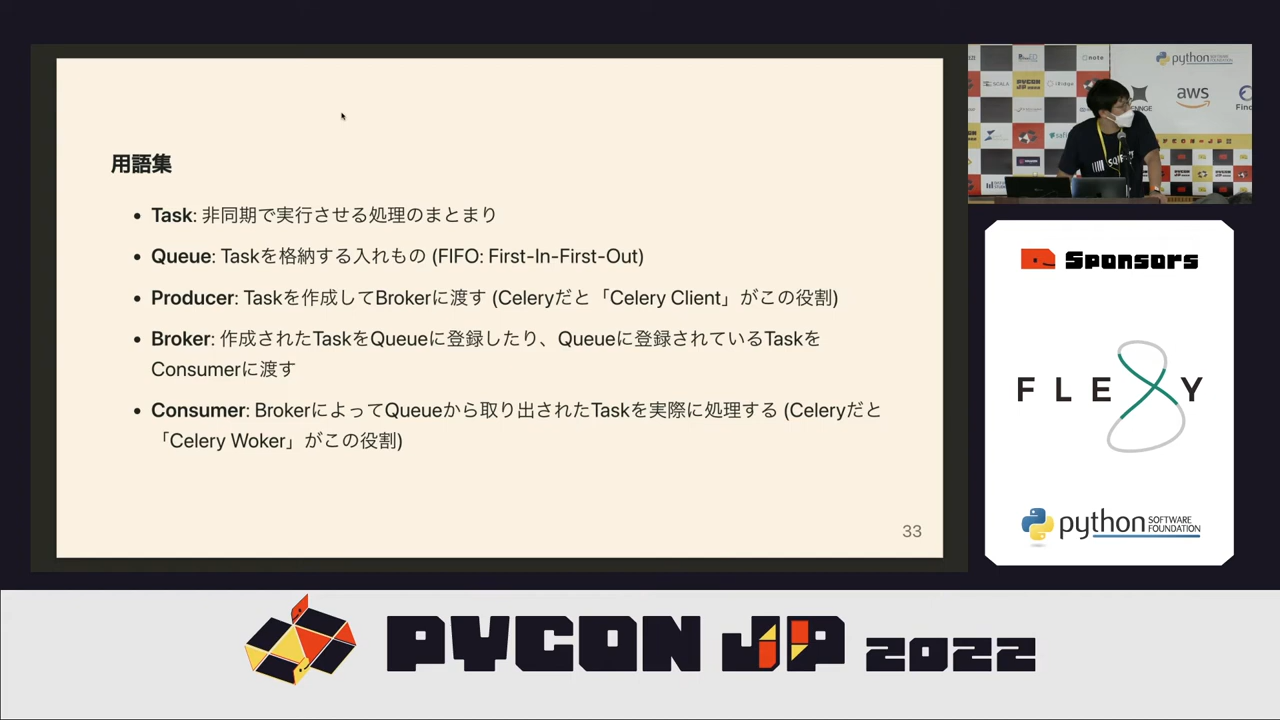 用語集
Task: 非同期で実行させる処理のまとまり
Queue: Taskを格納する入れもの (FIFO: First-In-First-Out)
Producer: Taskを作成してBrokerに渡す (Celeryだと「Celery Client」がこの役割)
Broker: 作成されたTaskをQueueに登録したり、Queueに登録されているTaskを
Consumerに渡す
Consumer: BrokerによってQueueから取り出されたTaskを実際に処理する (Celeryだと
「Celery Woker」がこの役割)
33
python
note
aws
Sponsors
FLEXY
python
SOFTWARE
FOUNDATION
PYCON JP 2022